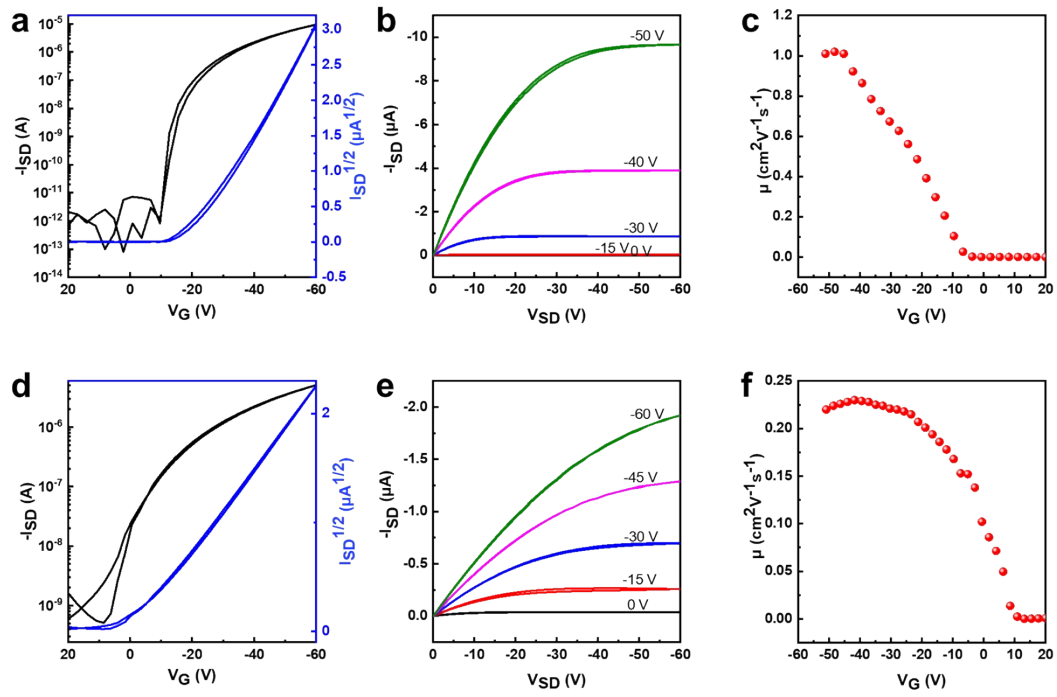 a
10⁻⁵
10⁻⁶
10⁻⁷
10⁻⁸
10⁻⁹
10⁻¹⁰
10⁻¹¹
10⁻¹²
10⁻¹³
10⁻¹⁴
-I_SD (A)
20 0 -20 -40 -60
V_G (V)
3.0
2.5
2.0
1.5
1.0
0.5
0.0
-0.5
I_SD^1/2 (µA^1/2)
b
-10
-8
-6
-4
-2
0
-I_SD (µA)
-50 V
-40 V
-30 V
-15 V 0 V
0 -10 -20 -30 -40 -50 -60
V_SD (V)
c
1.2
1.0
0.8
0.6
0.4
0.2
0.0
µ (cm²V⁻¹s⁻¹)
-60 -50 -40 -30 -20 -10 0 10 20
V_G (V)
d
10⁻⁶
10⁻⁷
10⁻⁸
10⁻⁹
-I_SD (A)
20 0 -20 -40 -60
V_G (V)
2
0
I_SD^1/2 (µA^1/2)
e
-2.0
-1.5
-1.0
-0.5
0.0
-I_SD (µA)
-60 V
-45 V
-30 V
-15 V
0 V
0 -10 -20 -30 -40 -50 -60
V_SD (V)
f
0.25
0.20
0.15
0.10
0.05
0.00
µ (cm²V⁻¹s⁻¹)
-60 -50 -40 -30 -20 -10 0 10 20
V_G (V)